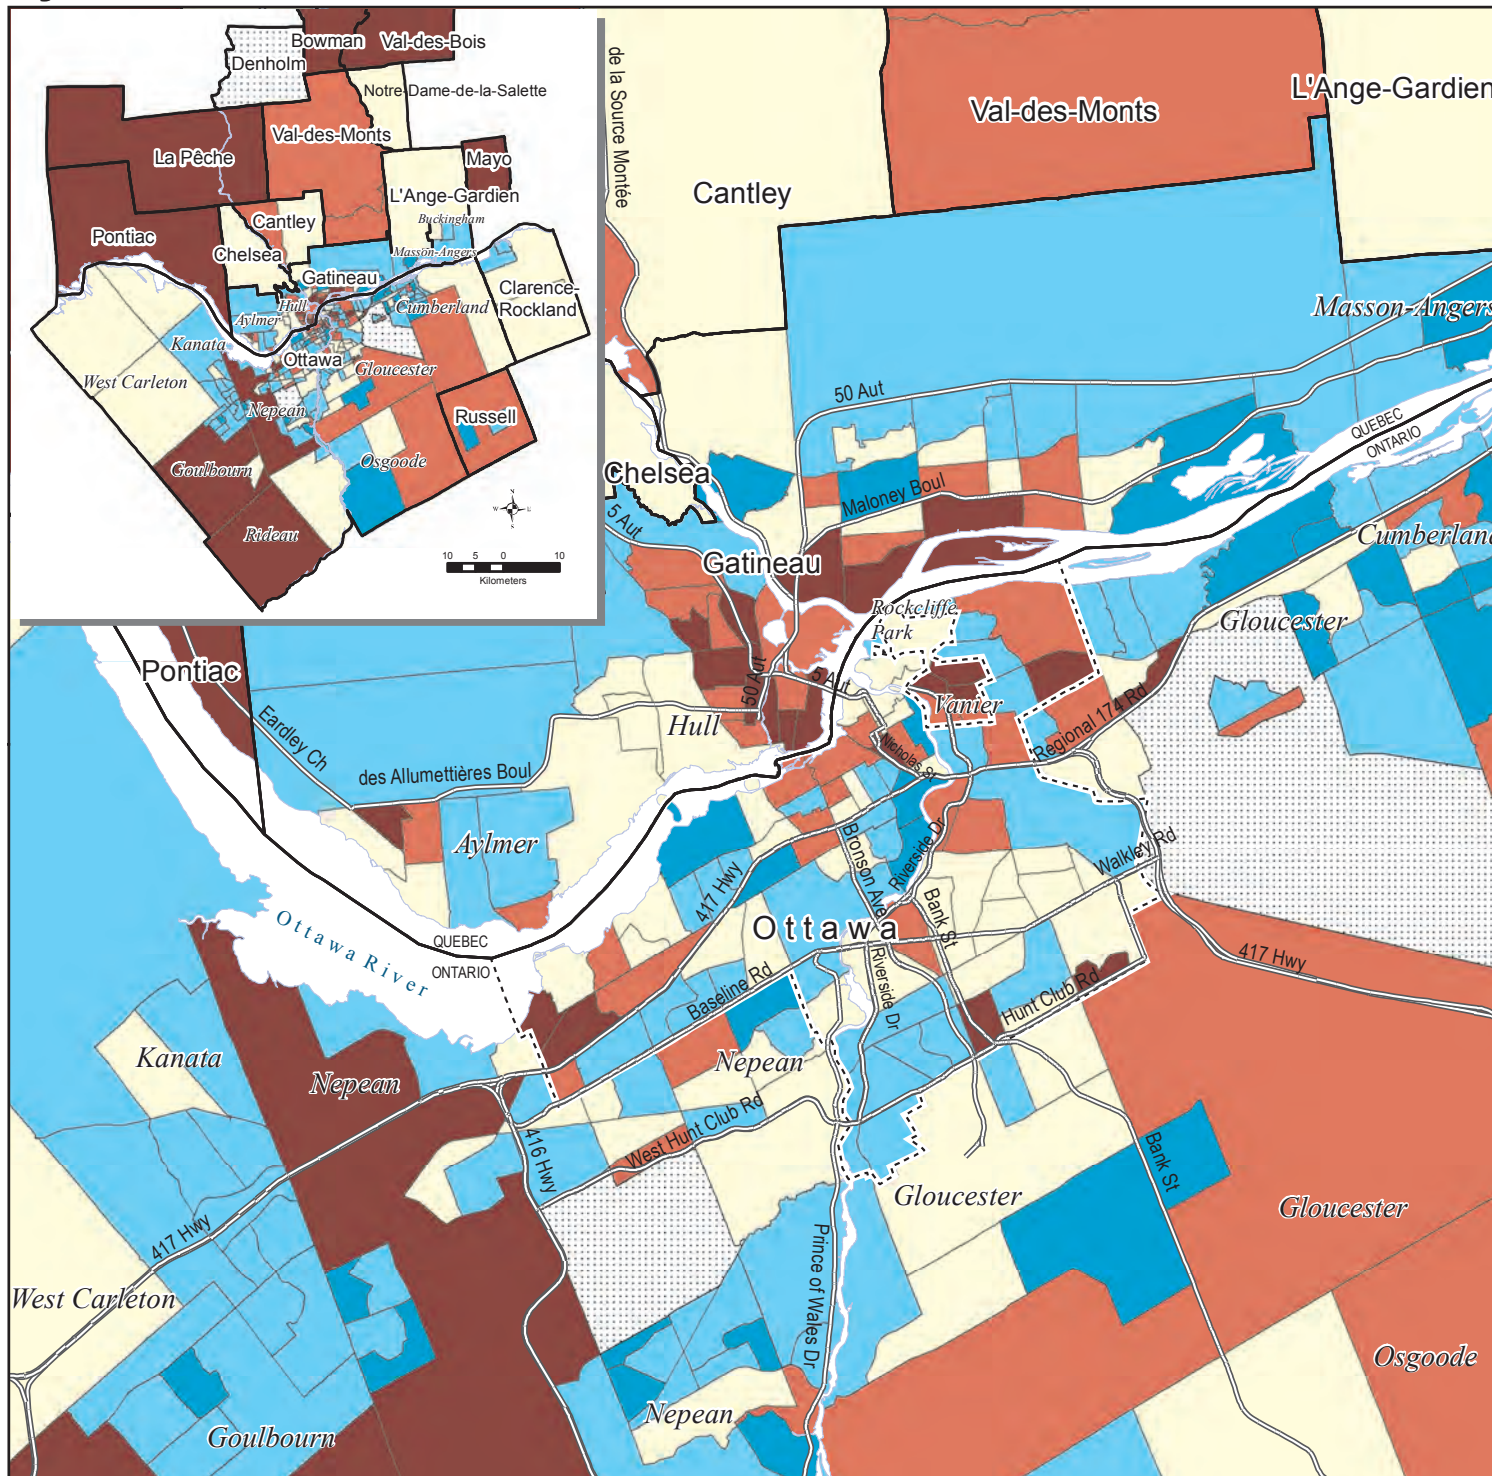 Bowman
Val-des-Bois
Denholm
Notre-Dame-de-la-Salette
Val-des-Monts
La Pêche
Mayo
L'Ange-Gardien
Buckingham
Cantley
Pontiac
Chelsea
Masson-Angers
Gatineau
Clarence-
Rockland
Hull
Cumberland
Aylmer
Kanata
Ottawa
Gloucester
West Carleton
Nepean
Russell
Osgoode
Goulbourn
Rideau
N
W
E
S
10 5 0 10
Kilometers
de la Source Montée
Val-des-Monts
L'Ange-Gardien
Cantley
Masson-Angers
50 Aut
QUEBEC
ONTARIO
Chelsea
Maloney Boul
5 Aut
Cumberland
Gatineau
Rockcliffe
Park
Gloucester
Pontiac
50 Aut
5 Aut
Vanier
Hull
Eardley Ch
Regional 174 Rd
Nicholas St
des Allumettières Boul
Aylmer
Bronson Ave
Riverside Dr
Walkley Rd
417 Hwy
Bank St
Ottawa
Ottawa River
QUEBEC
ONTARIO
417 Hwy
Baseline Rd
Riverside Dr
Hunt Club Rd
Kanata
Nepean
Nepean
West Hunt Club Rd
416 Hwy
Bank St
Gloucester
Gloucester
417 Hwy
Prince of Wales Dr
West Carleton
Osgoode
Nepean
Goulbourn